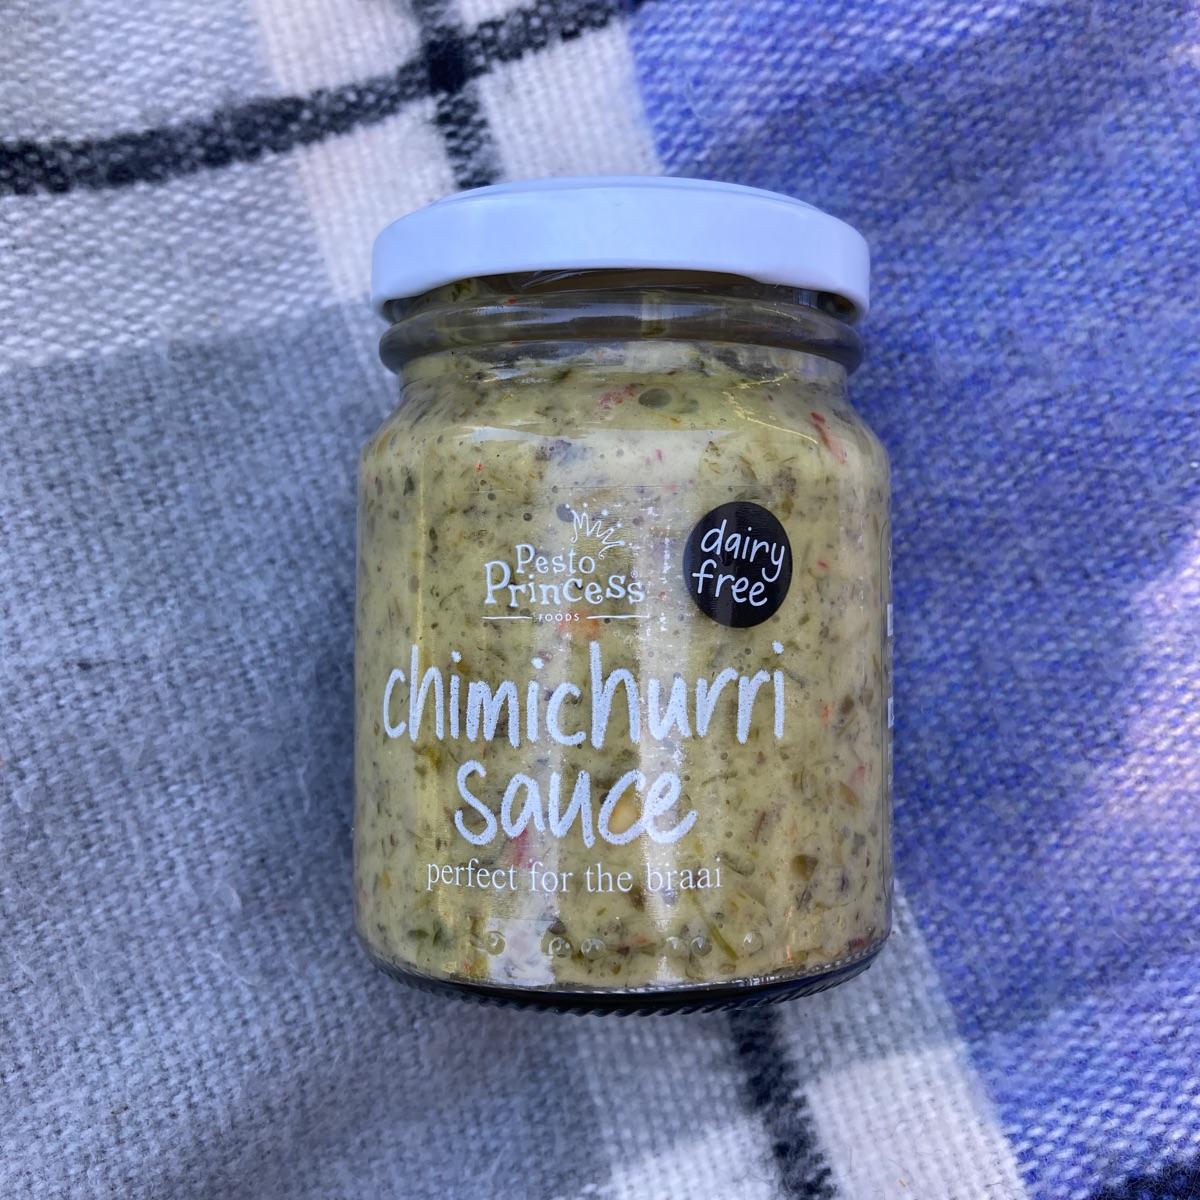 Pesto
Princess
FOODS
dairy
free
chimichurri
sauce
perfect for the braai